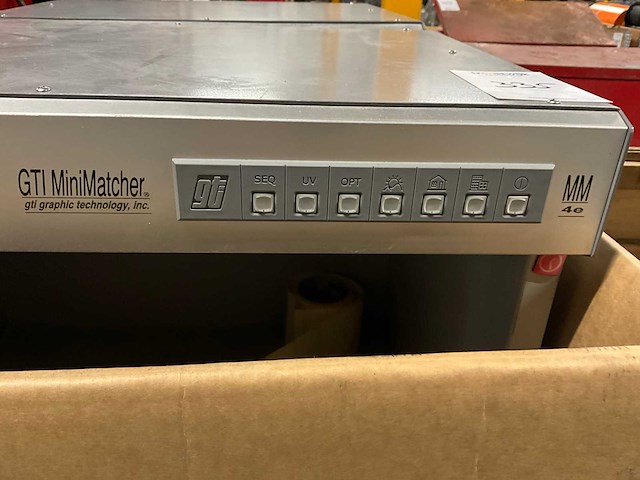 GTI MiniMatcher®
gti graphic technology, inc.
gti
SEQ UV OPT
MM
4e